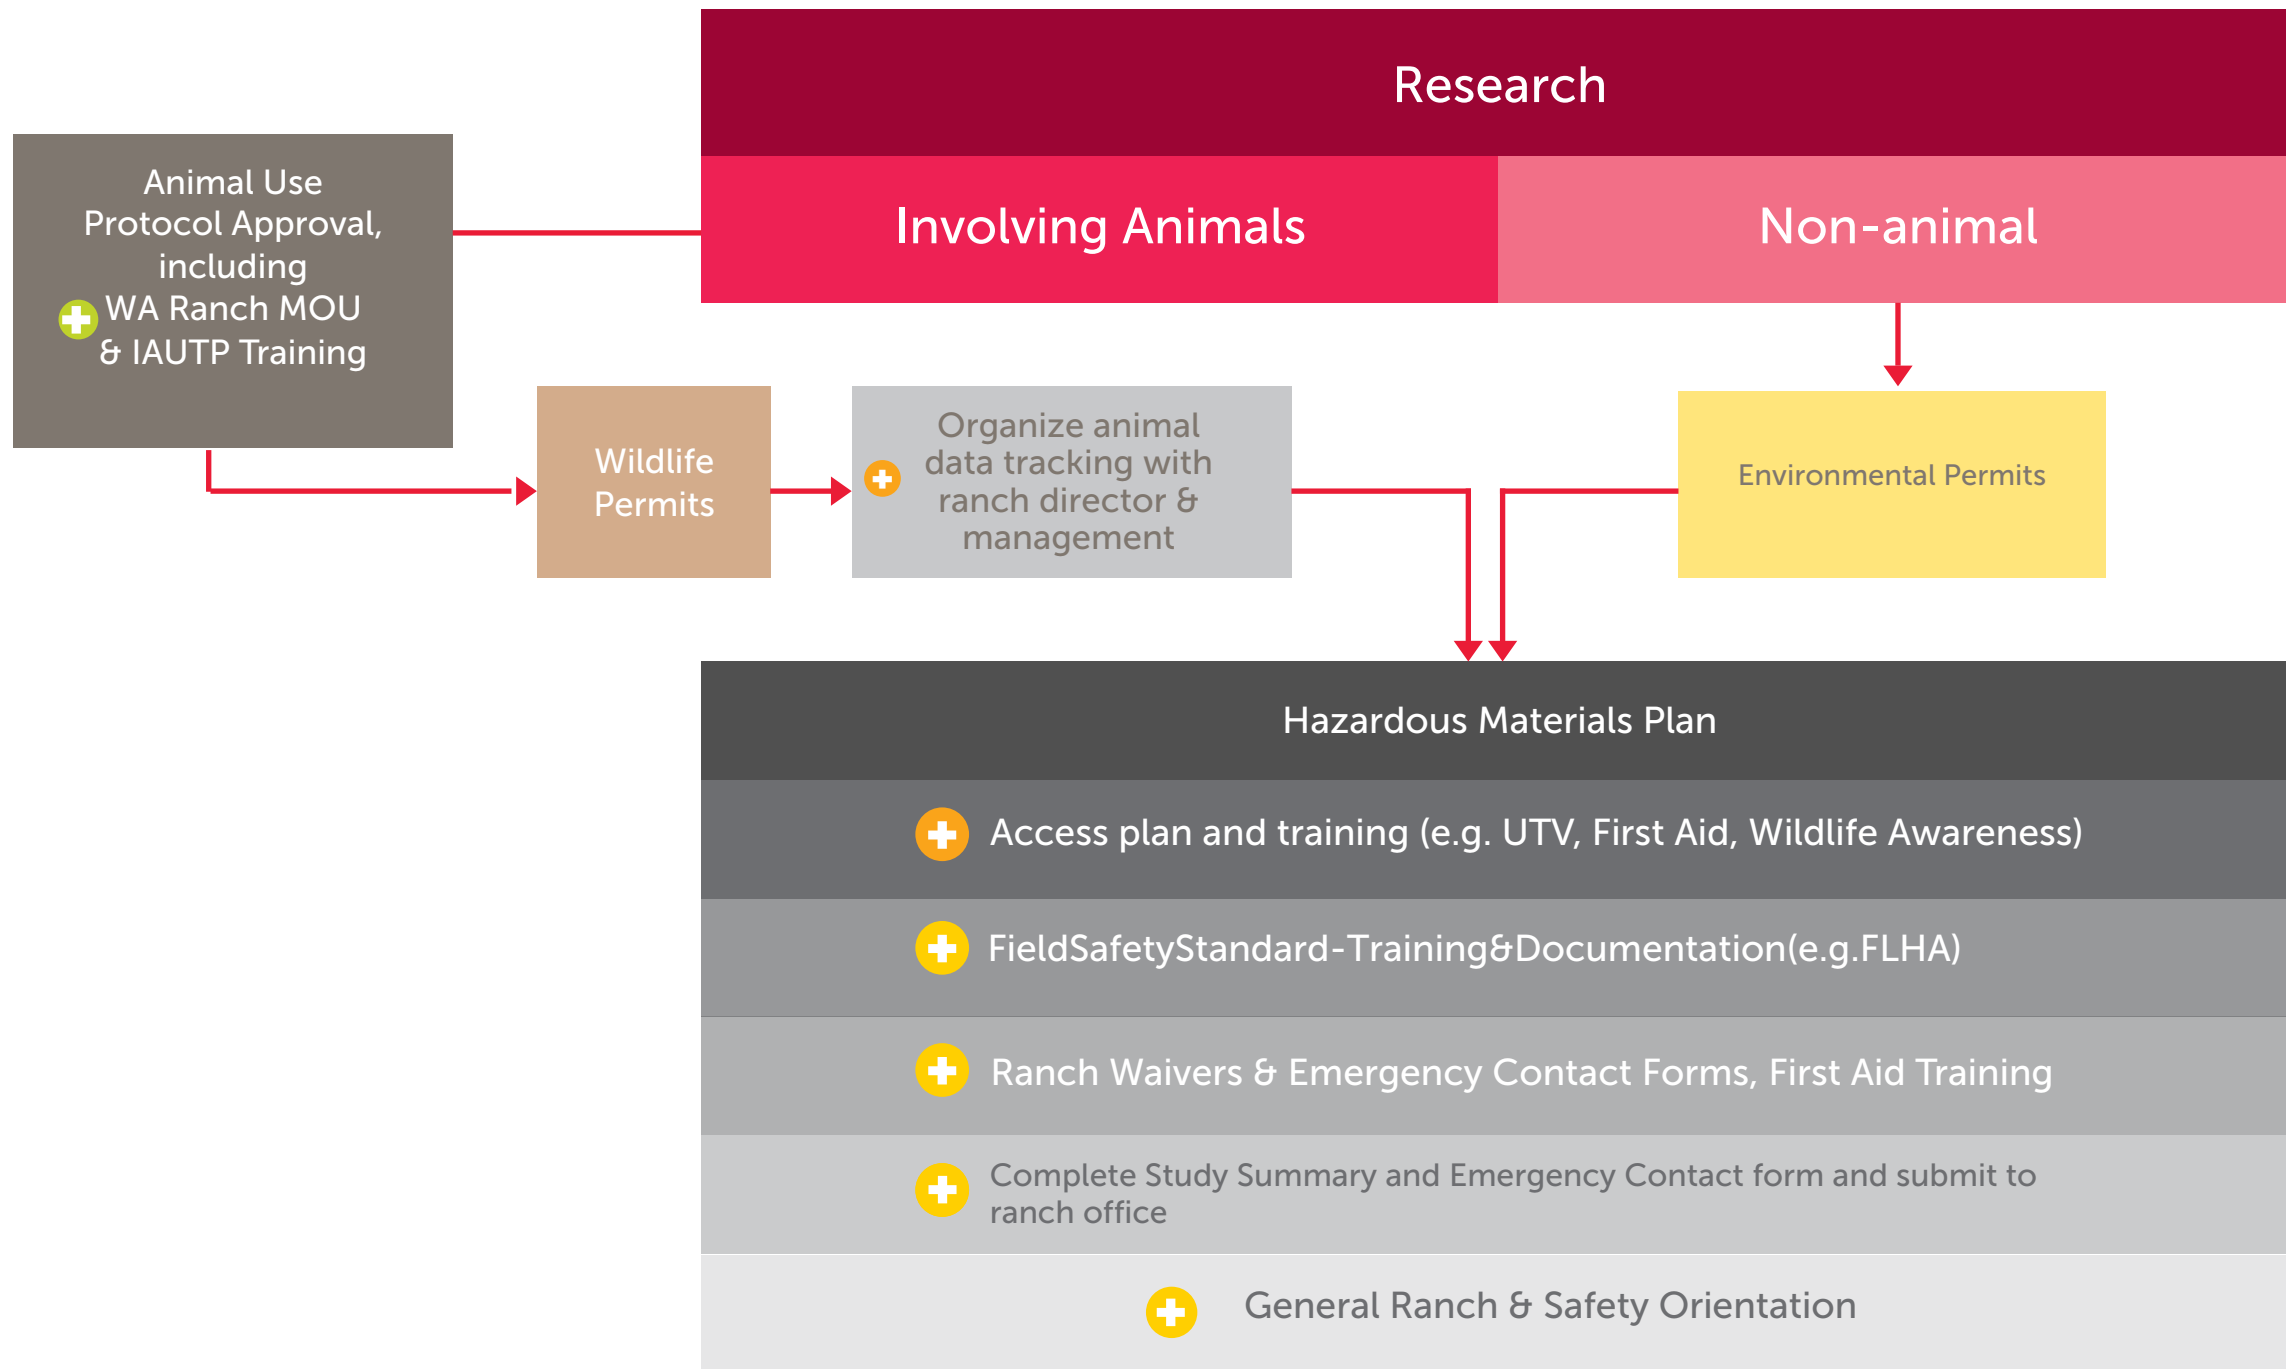 Research
Involving Animals
Non-animal
Animal Use
Protocol Approval,
including
WA Ranch MOU
& IAUTP Training
Wildlife
Permits
Organize animal
data tracking with
ranch director &
management
Environmental Permits
Hazardous Materials Plan
Access plan and training (e.g. UTV, First Aid, Wildlife Awareness)
FieldSafetyStandard-Training&Documentation(e.g.FLHA)
Ranch Waivers & Emergency Contact Forms, First Aid Training
Complete Study Summary and Emergency Contact form and submit to
ranch office
General Ranch & Safety Orientation